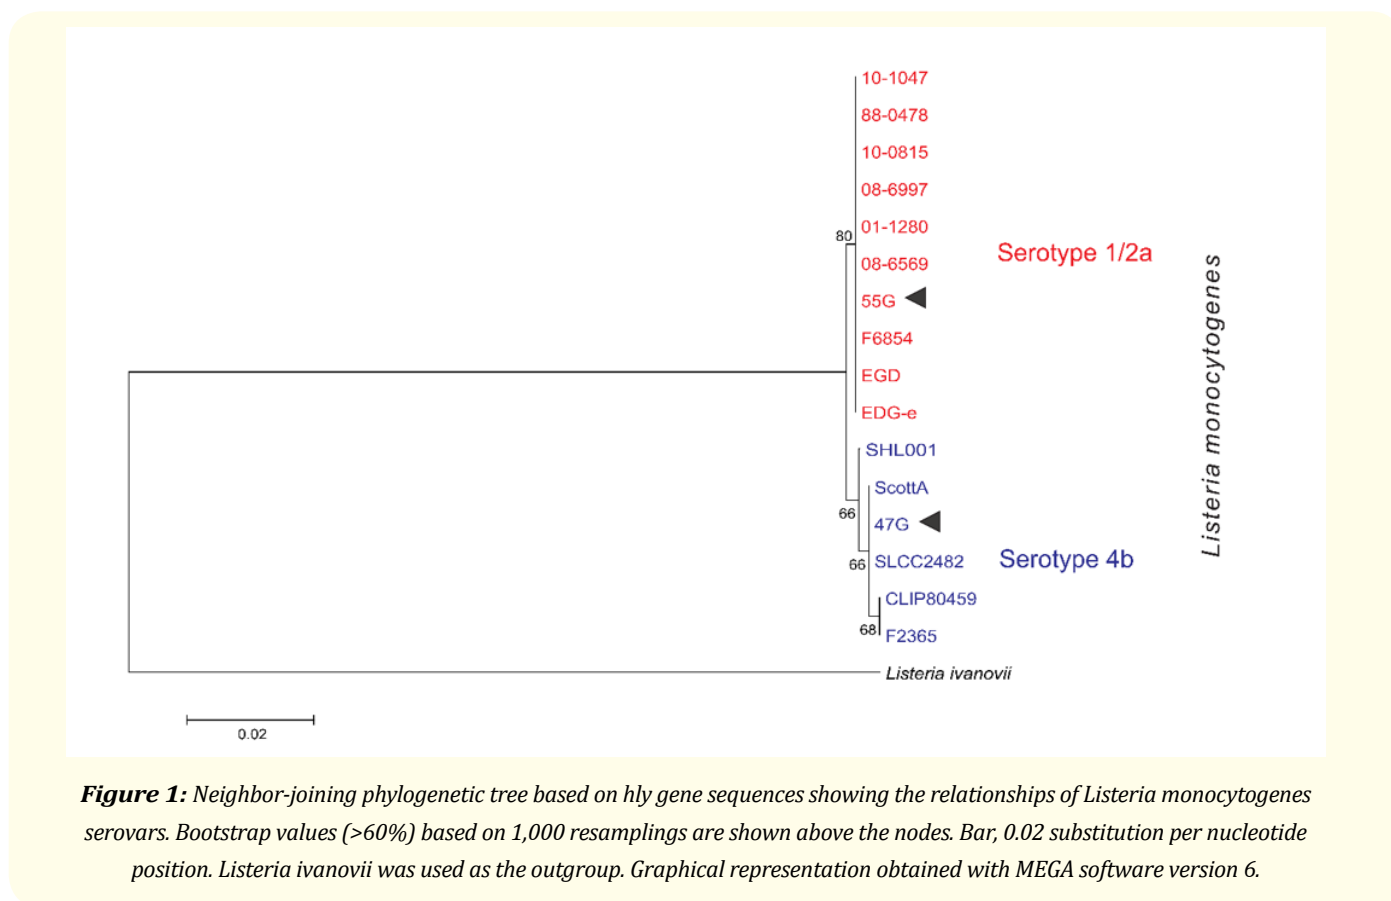 10-1047
88-0478
10-0815
08-6997
01-1280
80
08-6569
Serotype 1/2a
55G
F6854
EGD
EDG-e
Listeria monocytogenes
SHL001
ScottA
66
47G
66
SLCC2482
Serotype 4b
CLIP80459
68
F2365
Listeria ivanovii
0.02
Figure 1: Neighbor-joining phylogenetic tree based on hly gene sequences showing the relationships of Listeria monocytogenes
serovars. Bootstrap values (>60%) based on 1,000 resamplings are shown above the nodes. Bar, 0.02 substitution per nucleotide
position. Listeria ivanovii was used as the outgroup. Graphical representation obtained with MEGA software version 6.